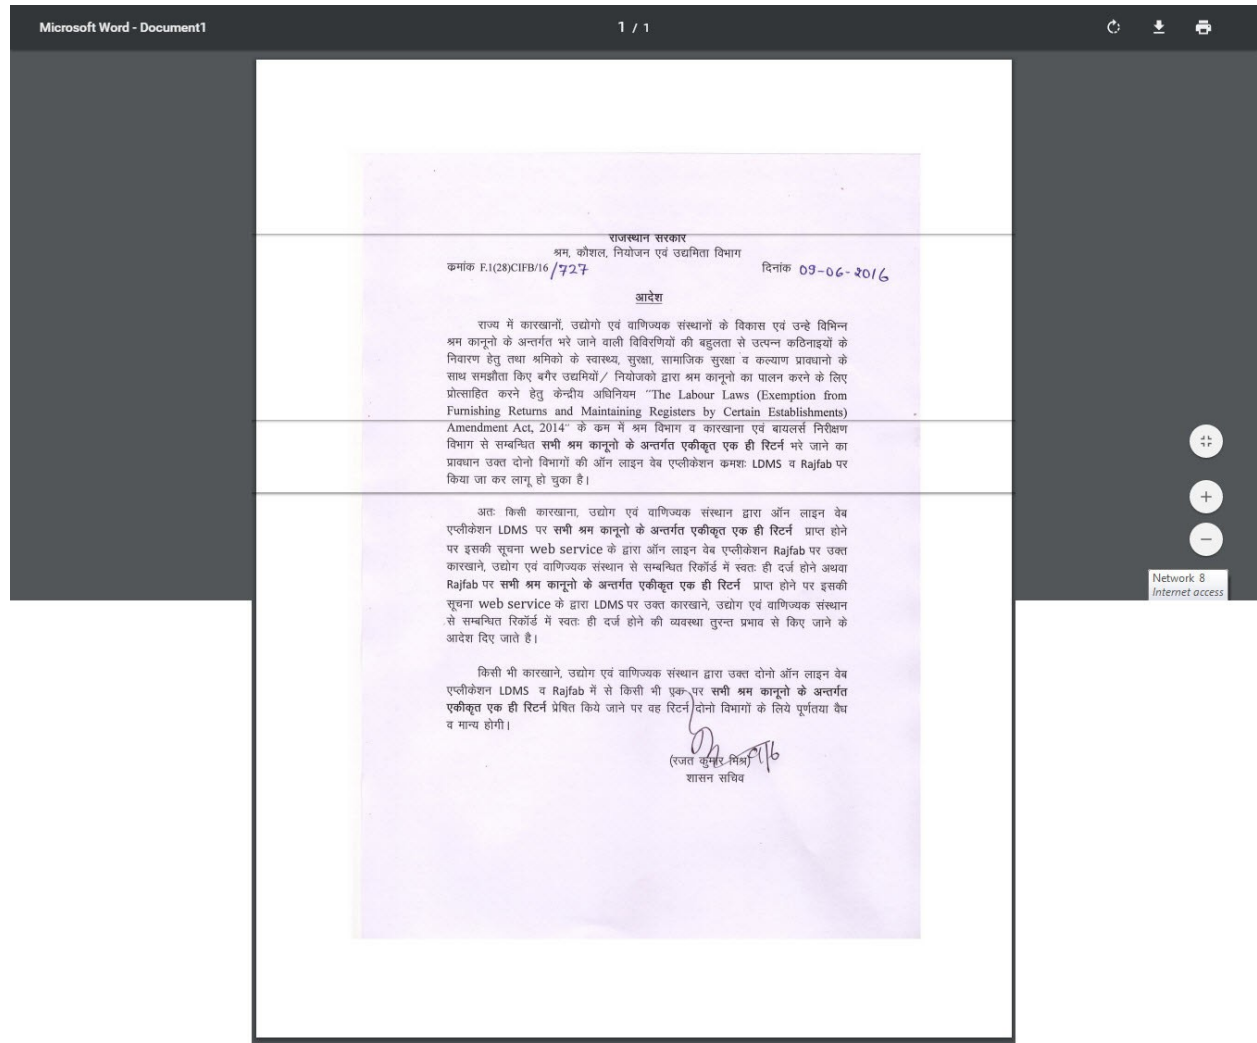 Microsoft Word - Document1
1 / 1
राजस्थान सरकार
श्रम, कौशल, नियोजन एवं उद्यमिता विभाग
क्रमांक F.1(28)CIFB/16/727 दिनांक 09-06-2016
आदेश
राज्य में कारखानों, उद्योगो एवं वाणिज्यक संस्थानों के विकास एवं उन्हे विभिन्न
श्रम कानूनो के अन्तर्गत भरे जाने वाली विविरणियों की बहुलता से उत्पन्न कठिनाइयों के
निवारण हेतु तथा श्रमिको के स्वास्थ्य, सुरक्षा, सामाजिक सुरक्षा व कल्याण प्रावधानो के
साथ समझौता किए बगैर उद्यमियों/ नियोजको द्वारा श्रम कानूनो का पालन करने के लिए
प्रोत्साहित करने हेतु केन्द्रीय अधिनियम "The Labour Laws (Exemption from
Furnishing Returns and Maintaining Registers by Certain Establishments)
Amendment Act, 2014" के क्रम में श्रम विभाग व कारखाना एवं बायलर्स निरीक्षण
विभाग से सम्बन्धित सभी श्रम कानूनो के अन्तर्गत एकीकृत एक ही रिटर्न भरे जाने का
प्रावधान उक्त दोनो विभागों की ऑन लाइन वेब एप्लीकेशन क्रमशः LDMS व Rajfab पर
किया जा कर लागू हो चुका है।
अतः किसी कारखाना, उद्योग एवं वाणिज्यक संस्थान द्वारा ऑन लाइन वेब
एप्लीकेशन LDMS पर सभी श्रम कानूनो के अन्तर्गत एकीकृत एक ही रिटर्न प्राप्त होने
पर इसकी सूचना web service के द्वारा ऑन लाइन वेब एप्लीकेशन Rajfab पर उक्त
कारखाने, उद्योग एवं वाणिज्यक संस्थान से सम्बन्धित रिकॉर्ड में स्वतः ही दर्ज होने अथवा
Rajfab पर सभी श्रम कानूनो के अन्तर्गत एकीकृत एक ही रिटर्न प्राप्त होने पर इसकी
सूचना web service के द्वारा LDMS पर उक्त कारखाने, उद्योग एवं वाणिज्यक संस्थान
से सम्बन्धित रिकॉर्ड में स्वतः ही दर्ज होने की व्यवस्था तुरन्त प्रभाव से किए जाने के
आदेश दिए जाते है।
किसी भी कारखाने, उद्योग एवं वाणिज्यक संस्थान द्वारा उक्त दोनो ऑन लाइन वेब
एप्लीकेशन LDMS व Rajfab में से किसी भी एक पर सभी श्रम कानूनो के अन्तर्गत
एकीकृत एक ही रिटर्न प्रेषित किये जाने पर वह रिटर्न दोनो विभागों के लिये पूर्णतया वैध
व मान्य होगी।
(रजत कुमार मिश्र)
शासन सचिव
Network 8
Internet access